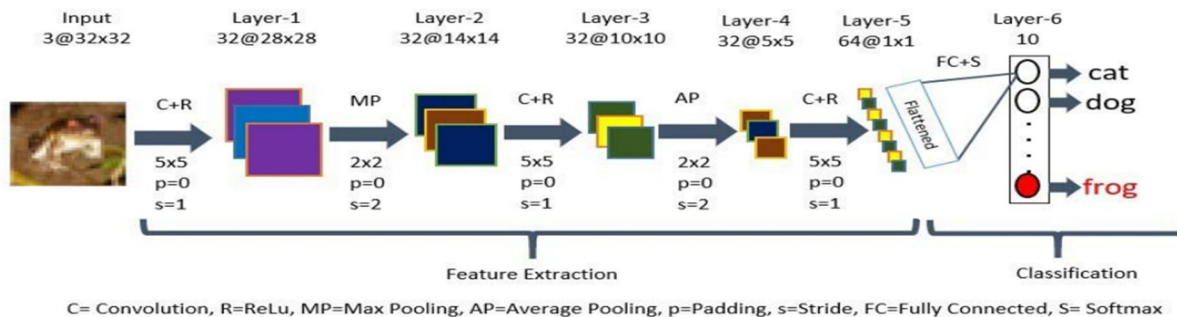 Input
3@32x32
Layer-1
32@28x28
Layer-2
32@14x14
Layer-3
32@10x10
Layer-4
32@5x5
Layer-5
64@1x1
Layer-6
10
C+R
5x5
p=0
s=1
MP
2x2
p=0
s=2
C+R
5x5
p=0
s=1
AP
2x2
p=0
s=2
C+R
5x5
p=0
s=1
Flattened
FC+S
cat
dog
frog
Feature Extraction
Classification
C= Convolution, R=ReLu, MP=Max Pooling, AP=Average Pooling, p=Padding, s=Stride, FC=Fully Connected, S= Softmax